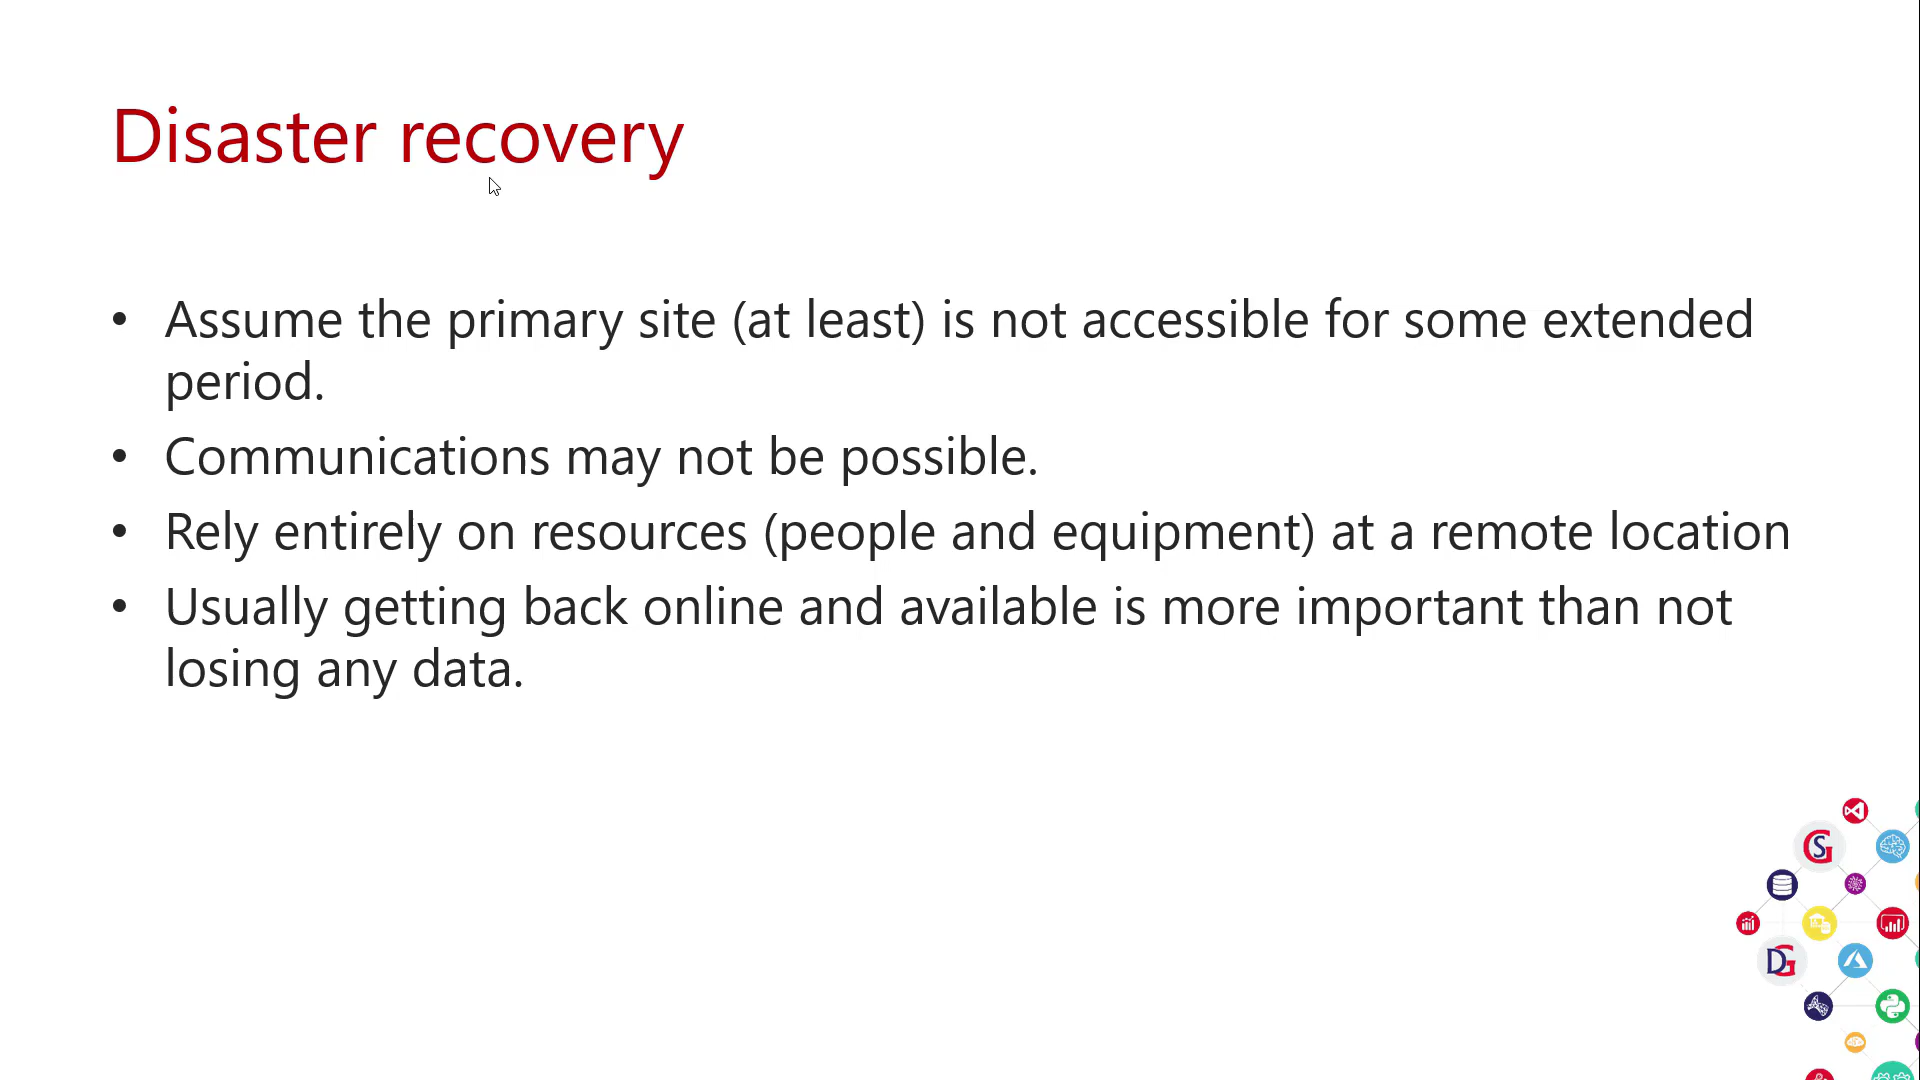 Disaster recovery
• Assume the primary site (at least) is not accessible for some extended
period.
• Communications may not be possible.
• Rely entirely on resources (people and equipment) at a remote location
• Usually getting back online and available is more important than not
losing any data.
SG
DG